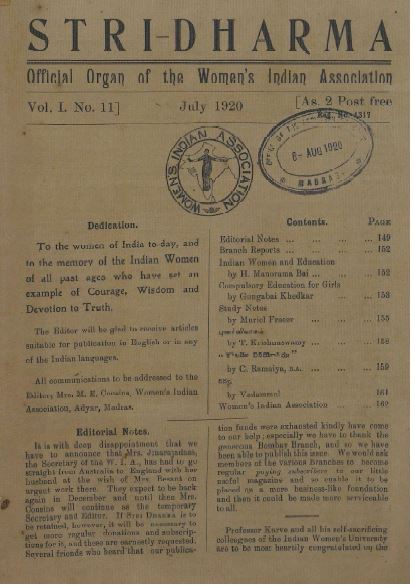 STRI-DHARMA
Official Organ of the Women's Indian Association
Vol. I. No. 11] July 1920 [As. 2 Post free
Reg. No. 1317
WOMEN'S INDIAN ASSOCIATION
6- AUG 1920
MADRAS
Dedication.
To the women of India to-day, and
to the memory of the Indian Women
of all past ages who have set an
example of Courage, Wisdom and
Devotion to Truth.
The Editor will be glad to receive articles
suitable for publication in English or in any
of the Indian languages.
All communications to be addressed to the
Editor, Mrs. M. E. Cousins, Women's Indian
Association, Adyar, Madras.
Contents. PAGE
Editorial Notes ... ... ... ... 149
Branch Reports ... ... ... ... 152
Indian Women and Education
by H. Manorama Bai ... ... ... 152
Compulsory Education for Girls
by Gungabai Khedkar ... ... 153
Study Notes
by Muriel Frazer ... ... ... 155
by T. Krishnaswamy ... ... ... 158
by C. Ramaiya, B.A. ... ... ... 159
by Vedammal ... ... ... 161
Women's Indian Association ... ... 162
Editorial Notes.
It is with deep disappointment that we
have to announce that Mrs. Jinarajadasa,
the Secretary of the W. I. A., has had to go
straight from Australia to England with her
husband at the wish of Mrs. Besant on
urgent work there. They expect to be back
again in December and until then Mrs.
Cousins will continue as the temporary
Secretary and Editor. If STRI DHARMA is to
be retained, however, it will be necessary to
get more regular donations and subscrip-
tions for it, and these are earnestly requested.
Several friends who heard that our publica-
tion funds were exhausted kindly have come
to our help; especially we have to thank the
generous Bombay Branch, and so we have
been able to publish this issue. We would ask
members of the various Branches to become
regular paying subscribers to our little
useful magazine and so enable it to be
placed on a more business-like foundation
and then it could be made more serviceable
to all.
Professor Karve and all his self-sacrificing
colleagues of the Indian Women's University
are to be most heartily congratulated on the